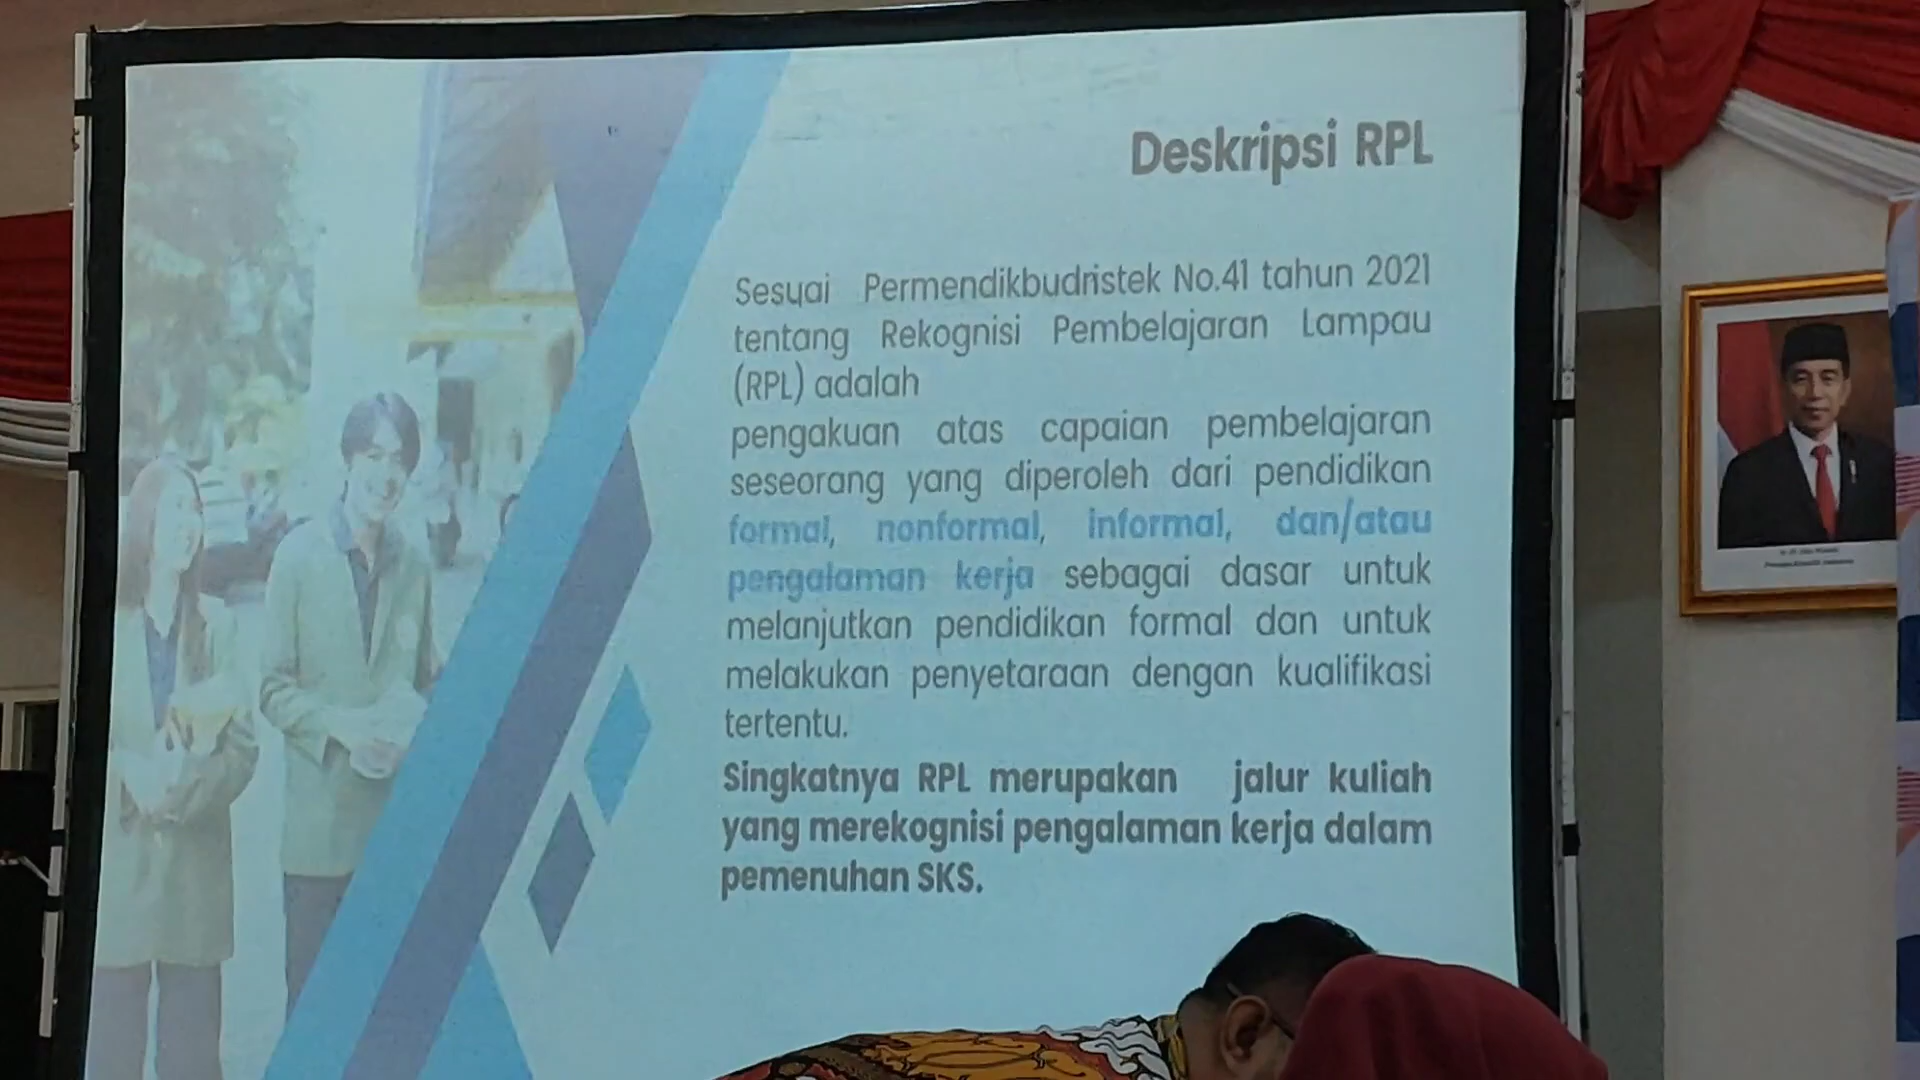 Deskripsi RPL
Sesuai Permendikbudristek No.41 tahun 2021
tentang Rekognisi Pembelajaran Lampau
(RPL) adalah
pengakuan atas capaian pembelajaran
seseorang yang diperoleh dari pendidikan
formal, nonformal, informal, dan/atau
pengalaman kerja sebagai dasar untuk
melanjutkan pendidikan formal dan untuk
melakukan penyetaraan dengan kualifikasi
tertentu.
Singkatnya RPL merupakan jalur kuliah
yang merekognisi pengalaman kerja dalam
pemenuhan SKS.